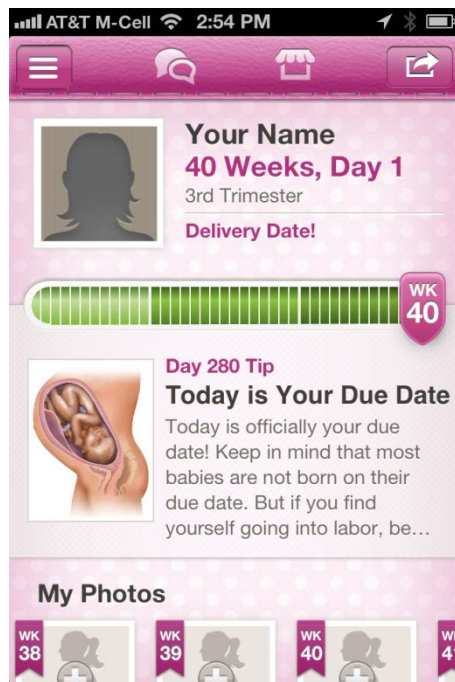 AT&T M-Cell 2:54 PM
Your Name
40 Weeks, Day 1
3rd Trimester
Delivery Date!
WK
40
Day 280 Tip
Today is Your Due Date
Today is officially your due
date! Keep in mind that most
babies are not born on their
due date. But if you find
yourself going into labor, be…
My Photos
WK
38
WK
39
WK
40